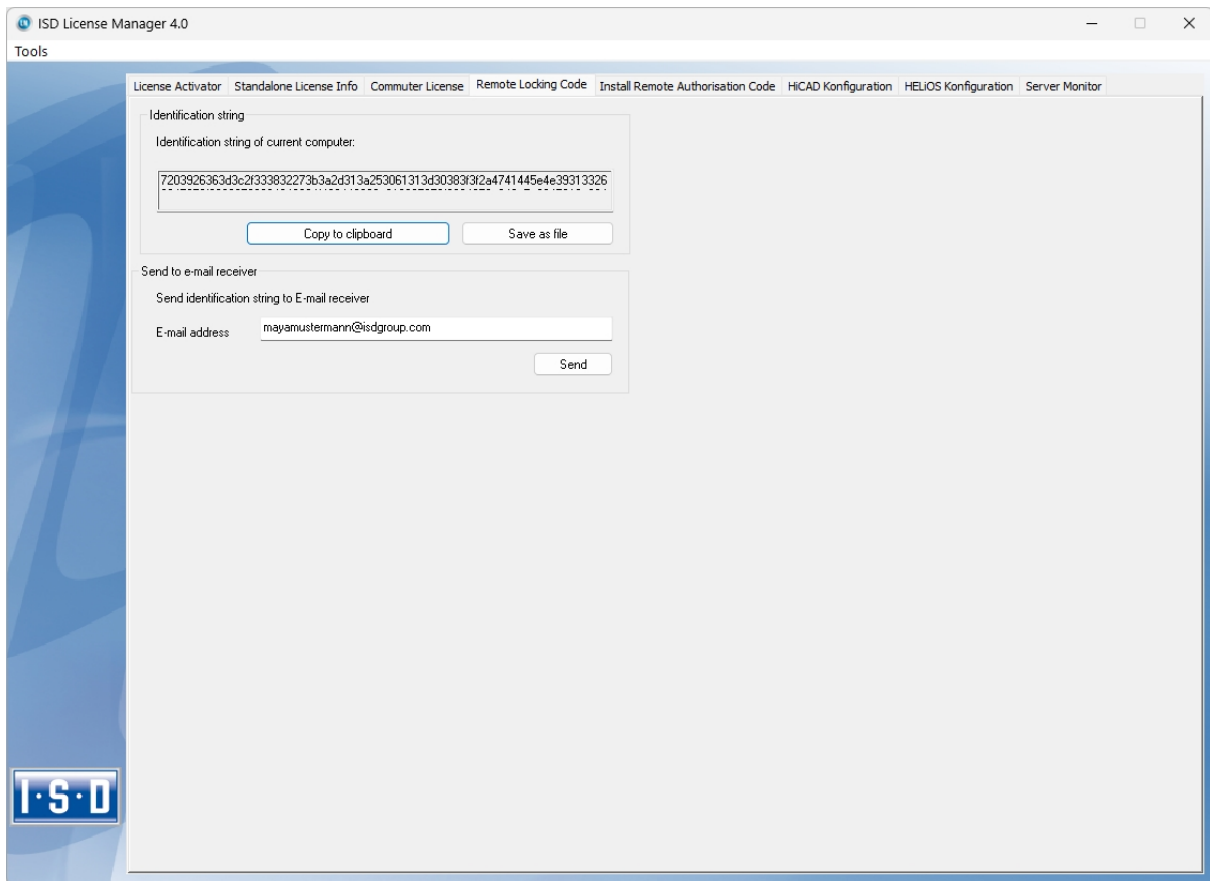 ISD License Manager 4.0
Tools
License Activator Standalone License Info Commuter License Remote Locking Code Install Remote Authorisation Code HiCAD Konfiguration HELiOS Konfiguration Server Monitor
Identification string
Identification string of current computer:
7203926363d3c2f333832273b3a2d313a253061313d30383f3f2a4741445e4e39313326
Copy to clipboard Save as file
Send to e-mail receiver
Send identification string to E-mail receiver
E-mail address mayamustermann@isdgroup.com
Send
I·S·D